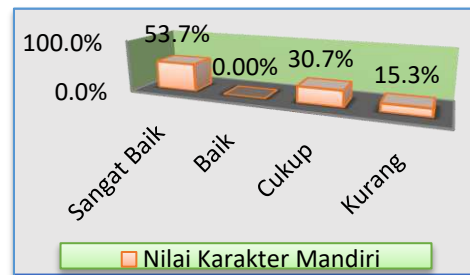 100.0%
0.0%
53.7%
0.00%
30.7%
15.3%
Sangat Baik
Baik
Cukup
Kurang
Nilai Karakter Mandiri